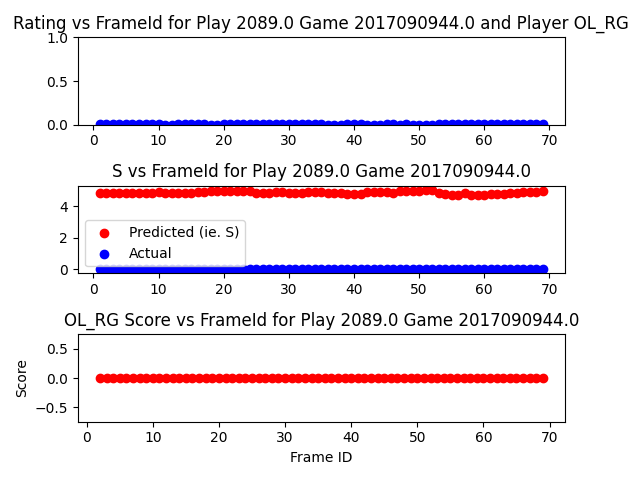 Rating vs FrameId for Play 2089.0 Game 2017090944.0 and Player OL_RG
1.0
0.5
0.0
0 10 20 30 40 50 60 70
S vs FrameId for Play 2089.0 Game 2017090944.0
4
2
0
Predicted (ie. S)
Actual
0 10 20 30 40 50 60 70
OL_RG Score vs FrameId for Play 2089.0 Game 2017090944.0
Score
0.5
0.0
−0.5
0 10 20 30 40 50 60 70
Frame ID